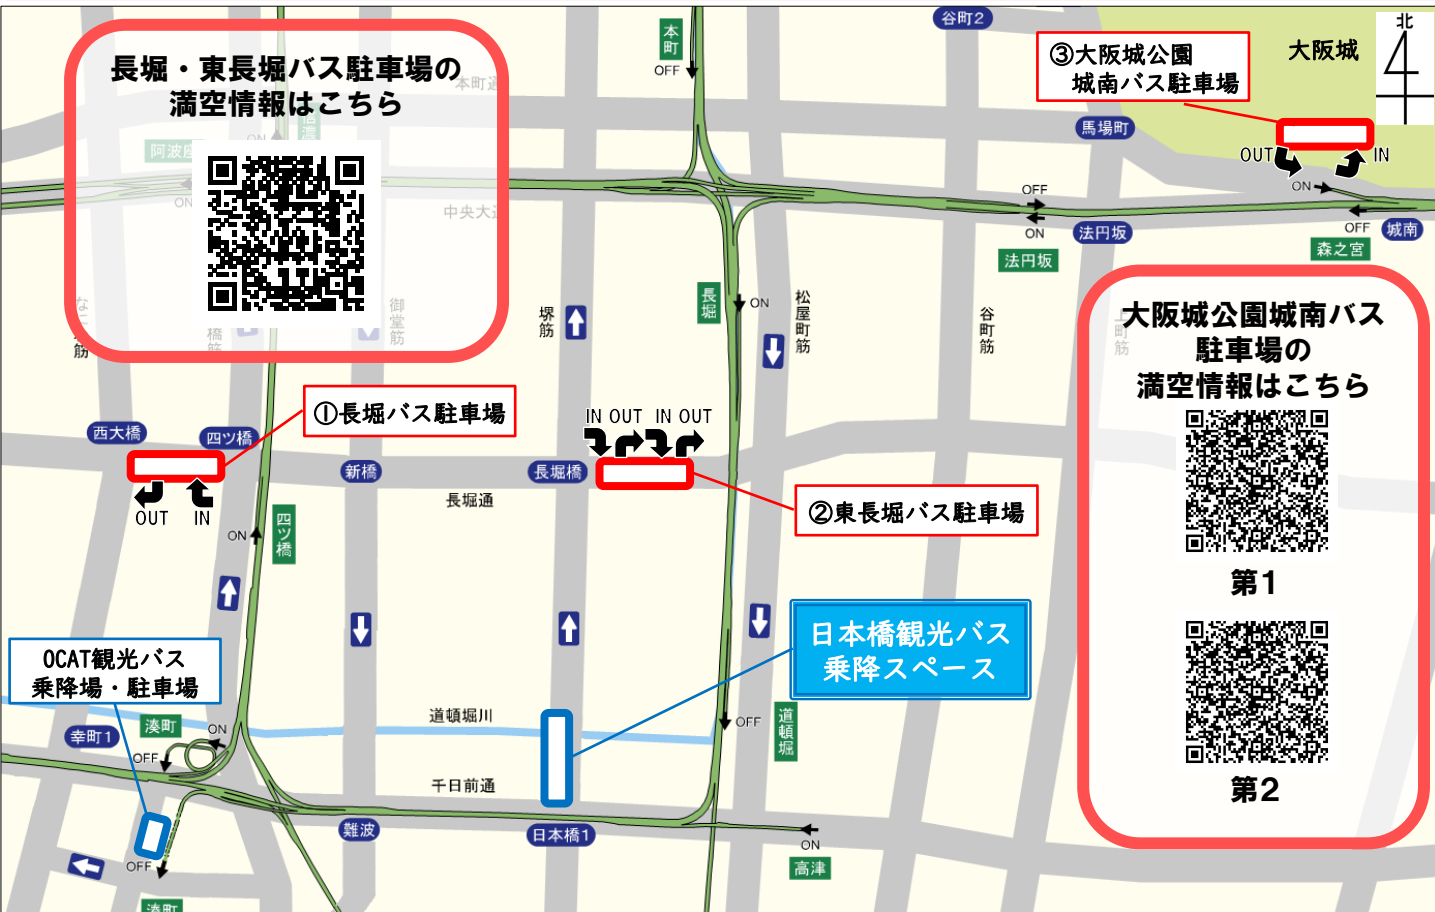 谷町2
北
本町
OFF
③大阪城公園
城南バス駐車場
大阪城
長堀・東長堀バス駐車場の
満空情報はこちら
本町通
ON
阿波座
ON
中央大通
馬場町
OUT
IN
ON
OFF
ON
法円坂
法円坂
OFF
城南
森之宮
御堂筋
橋筋
筋
堺筋
長堀
ON
松屋町筋
谷町筋
町筋
大阪城公園城南バス
駐車場の
満空情報はこちら
第1
第2
①長堀バス駐車場
IN OUT IN OUT
西大橋
四ツ橋
新橋
長堀橋
長堀通
②東長堀バス駐車場
OUT
IN
ON
四ツ橋
日本橋観光バス
乗降スペース
OCAT観光バス
乗降場・駐車場
道頓堀川
OFF
道頓堀
幸町1
湊町
ON
OFF
千日前通
難波
日本橋1
ON
高津
OFF
湊町